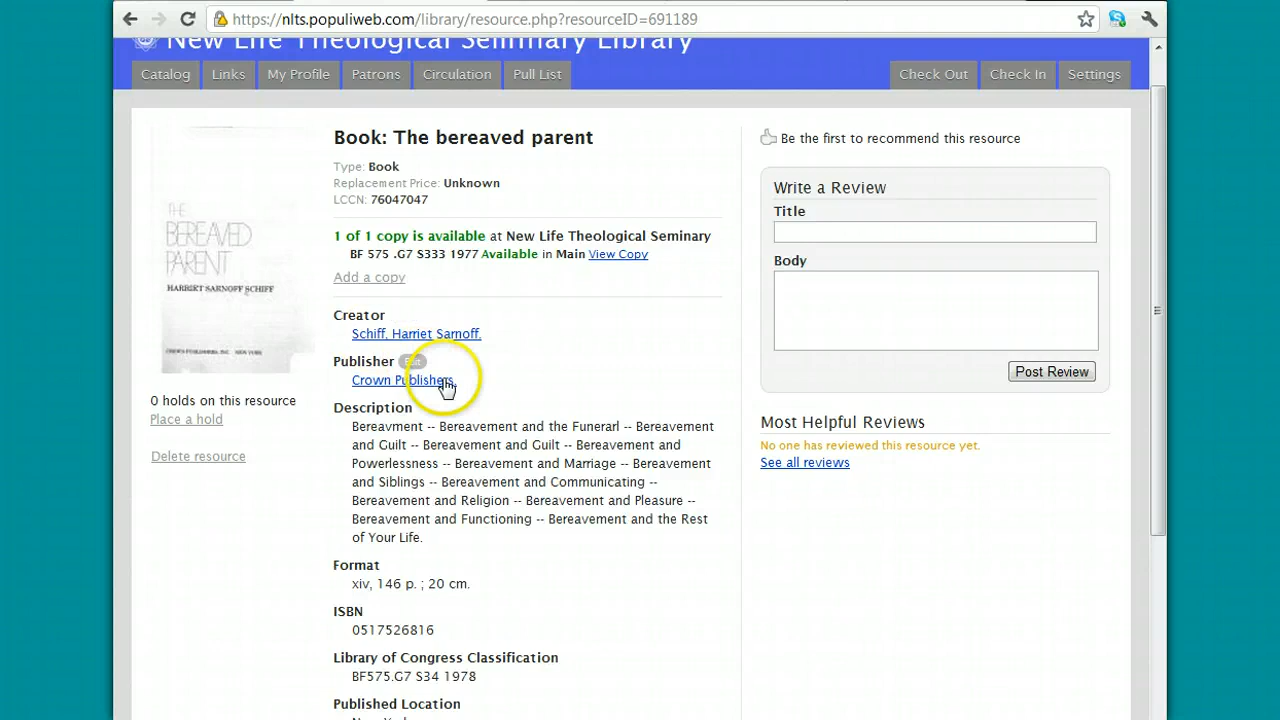 https://nlts.populiweb.com/library/resource.php?resourceID=691189
New Life Theological Seminary Library
Catalog Links My Profile Patrons Circulation Pull List Check Out Check In Settings
THE
BEREAVED
PARENT
HARRIET SARNOFF SCHIFF
CROWN PUBLISHERS, INC. NEW YORK
0 holds on this resource
Place a hold
Delete resource
Book: The bereaved parent
Type: Book
Replacement Price: Unknown
LCCN: 76047047
1 of 1 copy is available at New Life Theological Seminary
BF 575 .G7 S333 1977 Available in Main View Copy
Add a copy
Creator
Schiff, Harriet Sarnoff.
Publisher
Crown Publishers
Description
Bereavment -- Bereavement and the Funerarl -- Bereavement
and Guilt -- Bereavement and Guilt -- Bereavement and
Powerlessness -- Bereavement and Marriage -- Bereavement
and Siblings -- Bereavement and Communicating --
Bereavement and Religion -- Bereavement and Pleasure --
Bereavement and Functioning -- Bereavement and the Rest
of Your Life.
Format
xiv, 146 p. ; 20 cm.
ISBN
0517526816
Library of Congress Classification
BF575.G7 S34 1978
Published Location
Be the first to recommend this resource
Write a Review
Title
Body
Post Review
Most Helpful Reviews
No one has reviewed this resource yet.
See all reviews